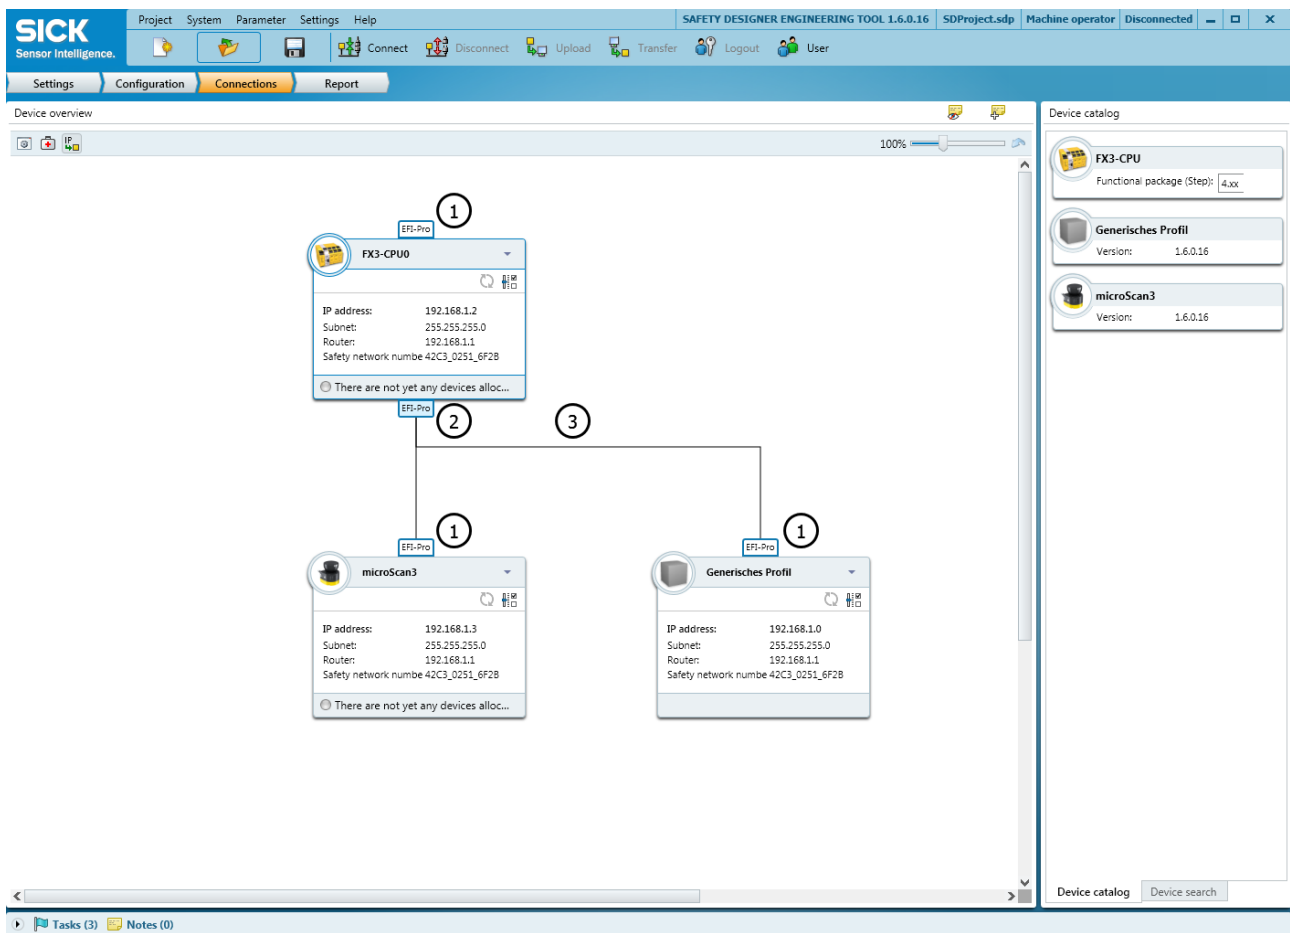 SICK
Sensor Intelligence.
Project System Parameter Settings Help
SAFETY DESIGNER ENGINEERING TOOL 1.6.0.16 SDProject.sdp Machine operator Disconnected
Connect Disconnect Upload Transfer Logout User
Settings Configuration Connections Report
Device overview
IP
100%
1
EFI-Pro
FX3-CPU0
IP address: 192.168.1.2
Subnet: 255.255.255.0
Router: 192.168.1.1
Safety network numbe 42C3_0251_6F2B
There are not yet any devices alloc...
EFI-Pro
2
3
1
EFI-Pro
microScan3
IP address: 192.168.1.3
Subnet: 255.255.255.0
Router: 192.168.1.1
Safety network numbe 42C3_0251_6F2B
There are not yet any devices alloc...
1
EFI-Pro
Generisches Profil
IP address: 192.168.1.0
Subnet: 255.255.255.0
Router: 192.168.1.1
Safety network numbe 42C3_0251_6F2B
Device catalog
FX3-CPU
Functional package (Step): 4.xx
Generisches Profil
Version: 1.6.0.16
microScan3
Version: 1.6.0.16
Device catalog Device search
Tasks (3) Notes (0)